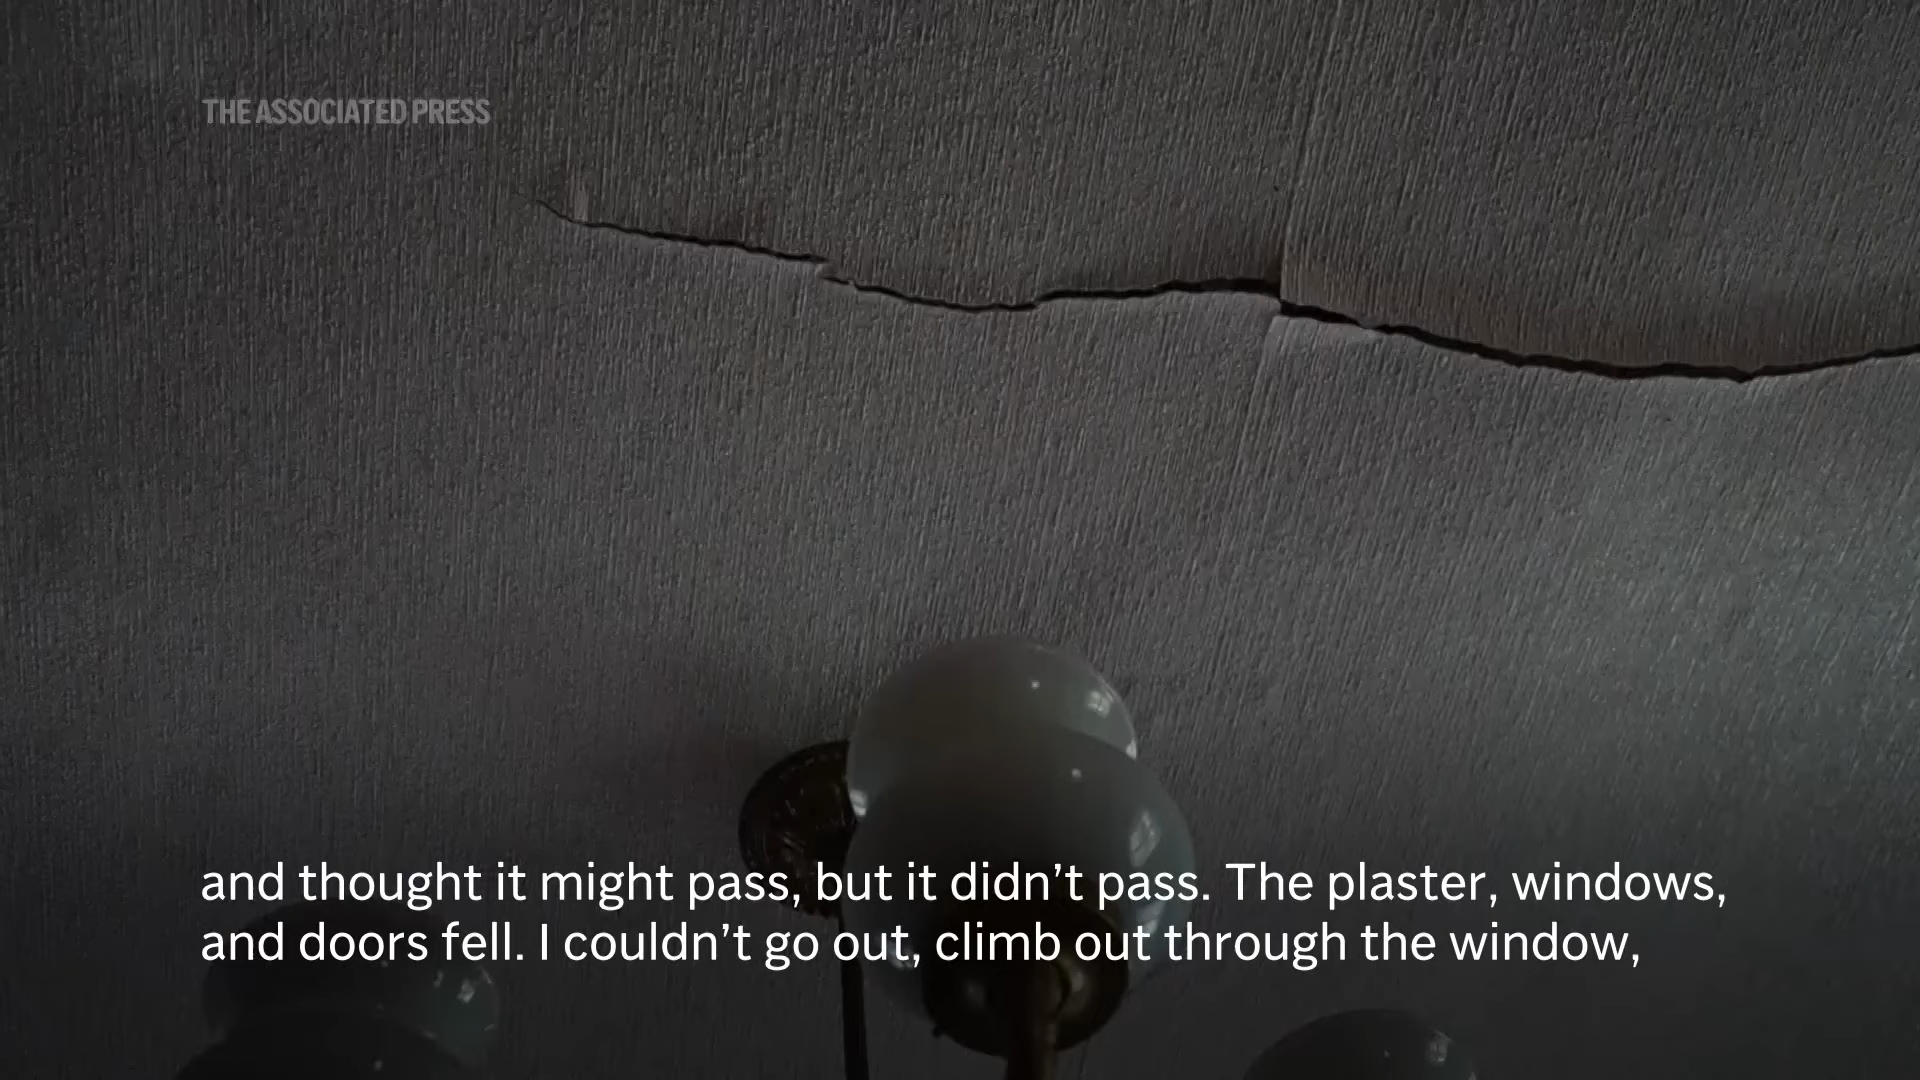 THE ASSOCIATED PRESS
and thought it might pass, but it didn’t pass. The plaster, windows,
and doors fell. I couldn’t go out, climb out through the window,